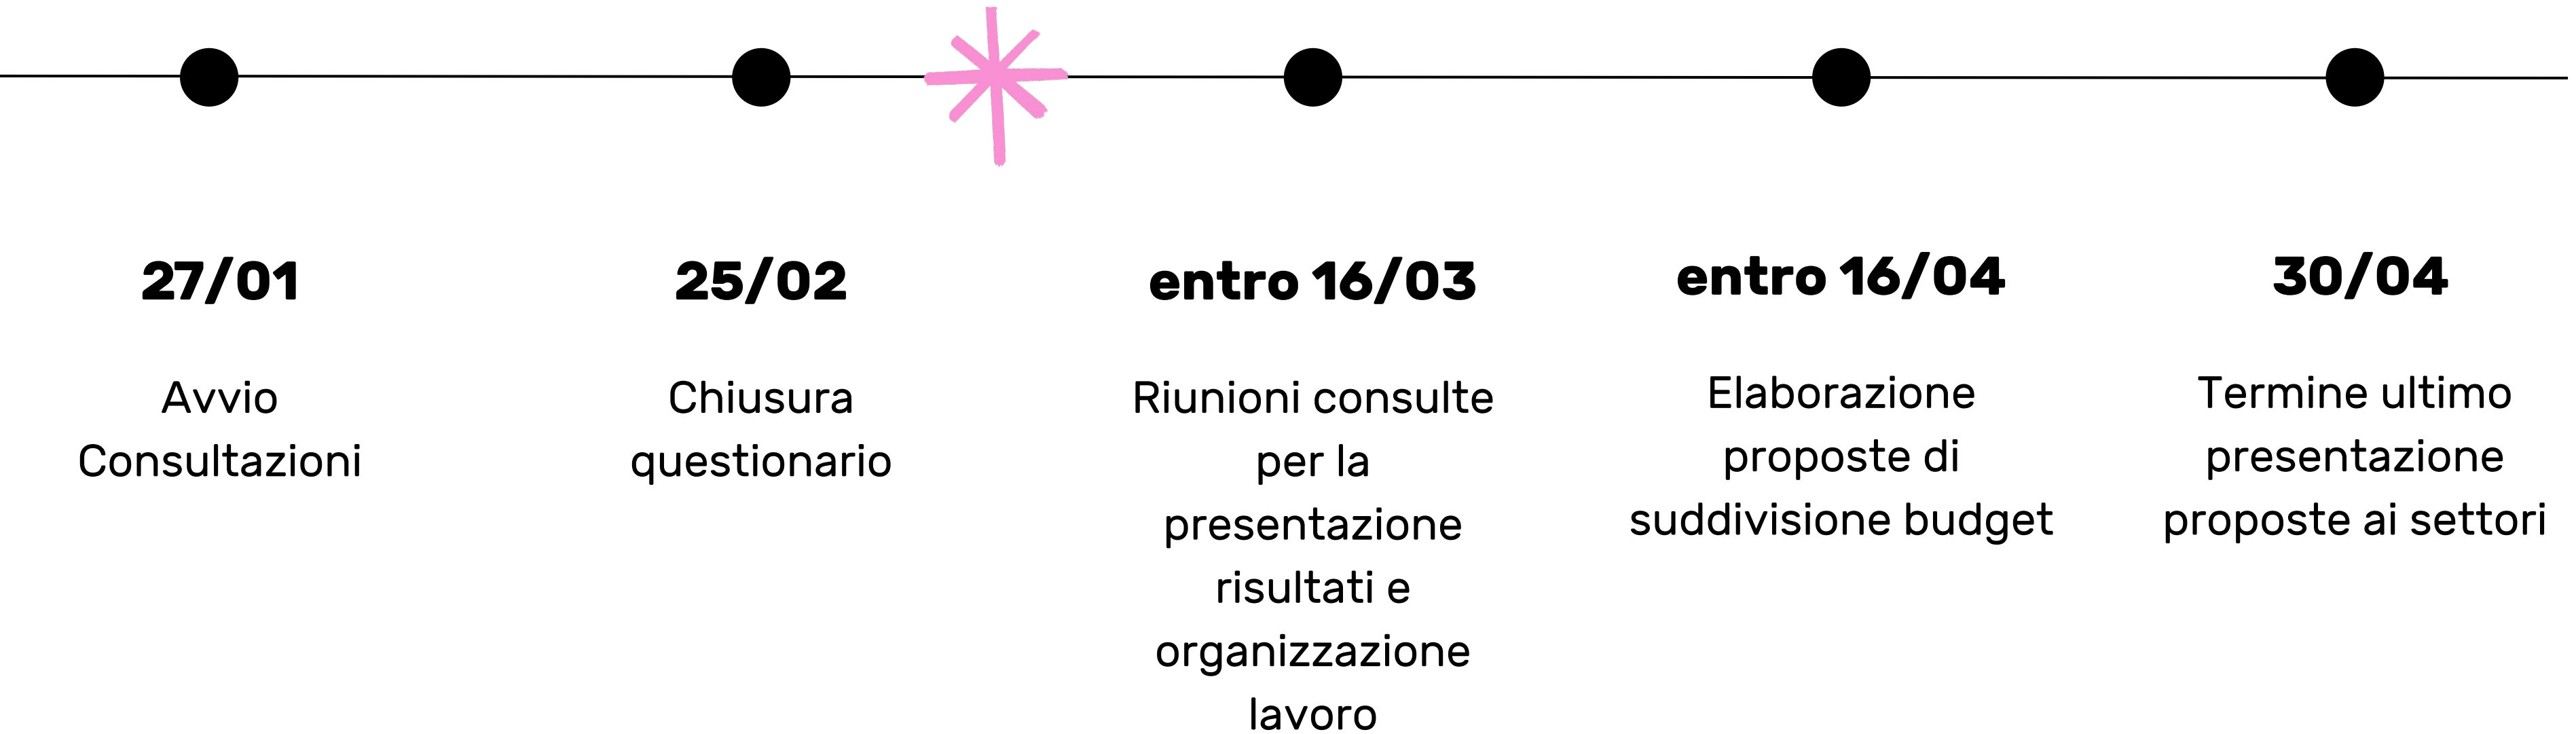 27/01
Avvio
Consultazioni
25/02
Chiusura
questionario
entro 16/03
Riunioni consulte
per la
presentazione
risultati e
organizzazione
lavoro
entro 16/04
Elaborazione
proposte di
suddivisione budget
30/04
Termine ultimo
presentazione
proposte ai settori